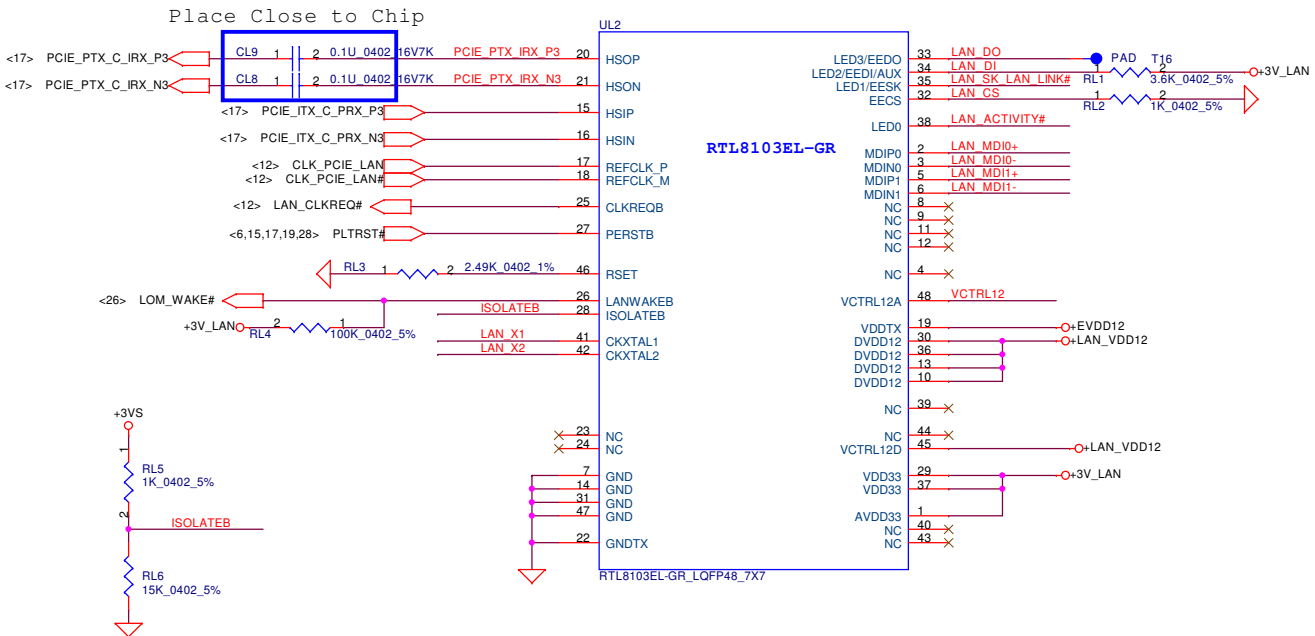 Place Close to Chip
UL2
<17> PCIE_PTX_C_IRX_P3 CL9 1 2 0.1U_0402_16V7K PCIE_PTX_IRX_P3 20 HSOP
<17> PCIE_PTX_C_IRX_N3 CL8 1 2 0.1U_0402_16V7K PCIE_PTX_IRX_N3 21 HSON
<17> PCIE_ITX_C_PRX_P3 15 HSIP
<17> PCIE_ITX_C_PRX_N3 16 HSIN
<12> CLK_PCIE_LAN 17 REFCLK_P
<12> CLK_PCIE_LAN# 18 REFCLK_M
<12> LAN_CLKREQ# 25 CLKREQB
<6,15,17,19,28> PLTRST# 27 PERSTB
RL3 1 2 2.49K_0402_1% 46 RSET
<26> LOM_WAKE# 26 LANWAKEB
ISOLATEB 28 ISOLATEB
+3V_LAN RL4 2 1 100K_0402_5%
LAN_X1 41 CKXTAL1
LAN_X2 42 CKXTAL2
23 NC
24 NC
7 GND
14 GND
31 GND
47 GND
22 GNDTX
RTL8103EL-GR
LED3/EEDO 33 LAN_DO PAD T16
LED2/EEDI/AUX 34 LAN_DI RL1 1 2 3.6K_0402_5% +3V_LAN
LED1/EESK 35 LAN_SK_LAN_LINK#
EECS 32 LAN_CS RL2 1 2 1K_0402_5%
LED0 38 LAN_ACTIVITY#
MDIP0 2 LAN_MDI0+
MDIN0 3 LAN_MDI0-
MDIP1 5 LAN_MDI1+
MDIN1 6 LAN_MDI1-
NC 8
NC 9
NC 11
NC 12
NC 4
VCTRL12A 48 VCTRL12
VDDTX 19 +EVDD12
DVDD12 30 +LAN_VDD12
DVDD12 36
DVDD12 13
DVDD12 10
NC 39
NC 44
VCTRL12D 45 +LAN_VDD12
VDD33 29 +3V_LAN
VDD33 37
AVDD33 1
NC 40
NC 43
RTL8103EL-GR_LQFP48_7X7
+3VS
1
RL5
1K_0402_5%
2
ISOLATEB
RL6
15K_0402_5%